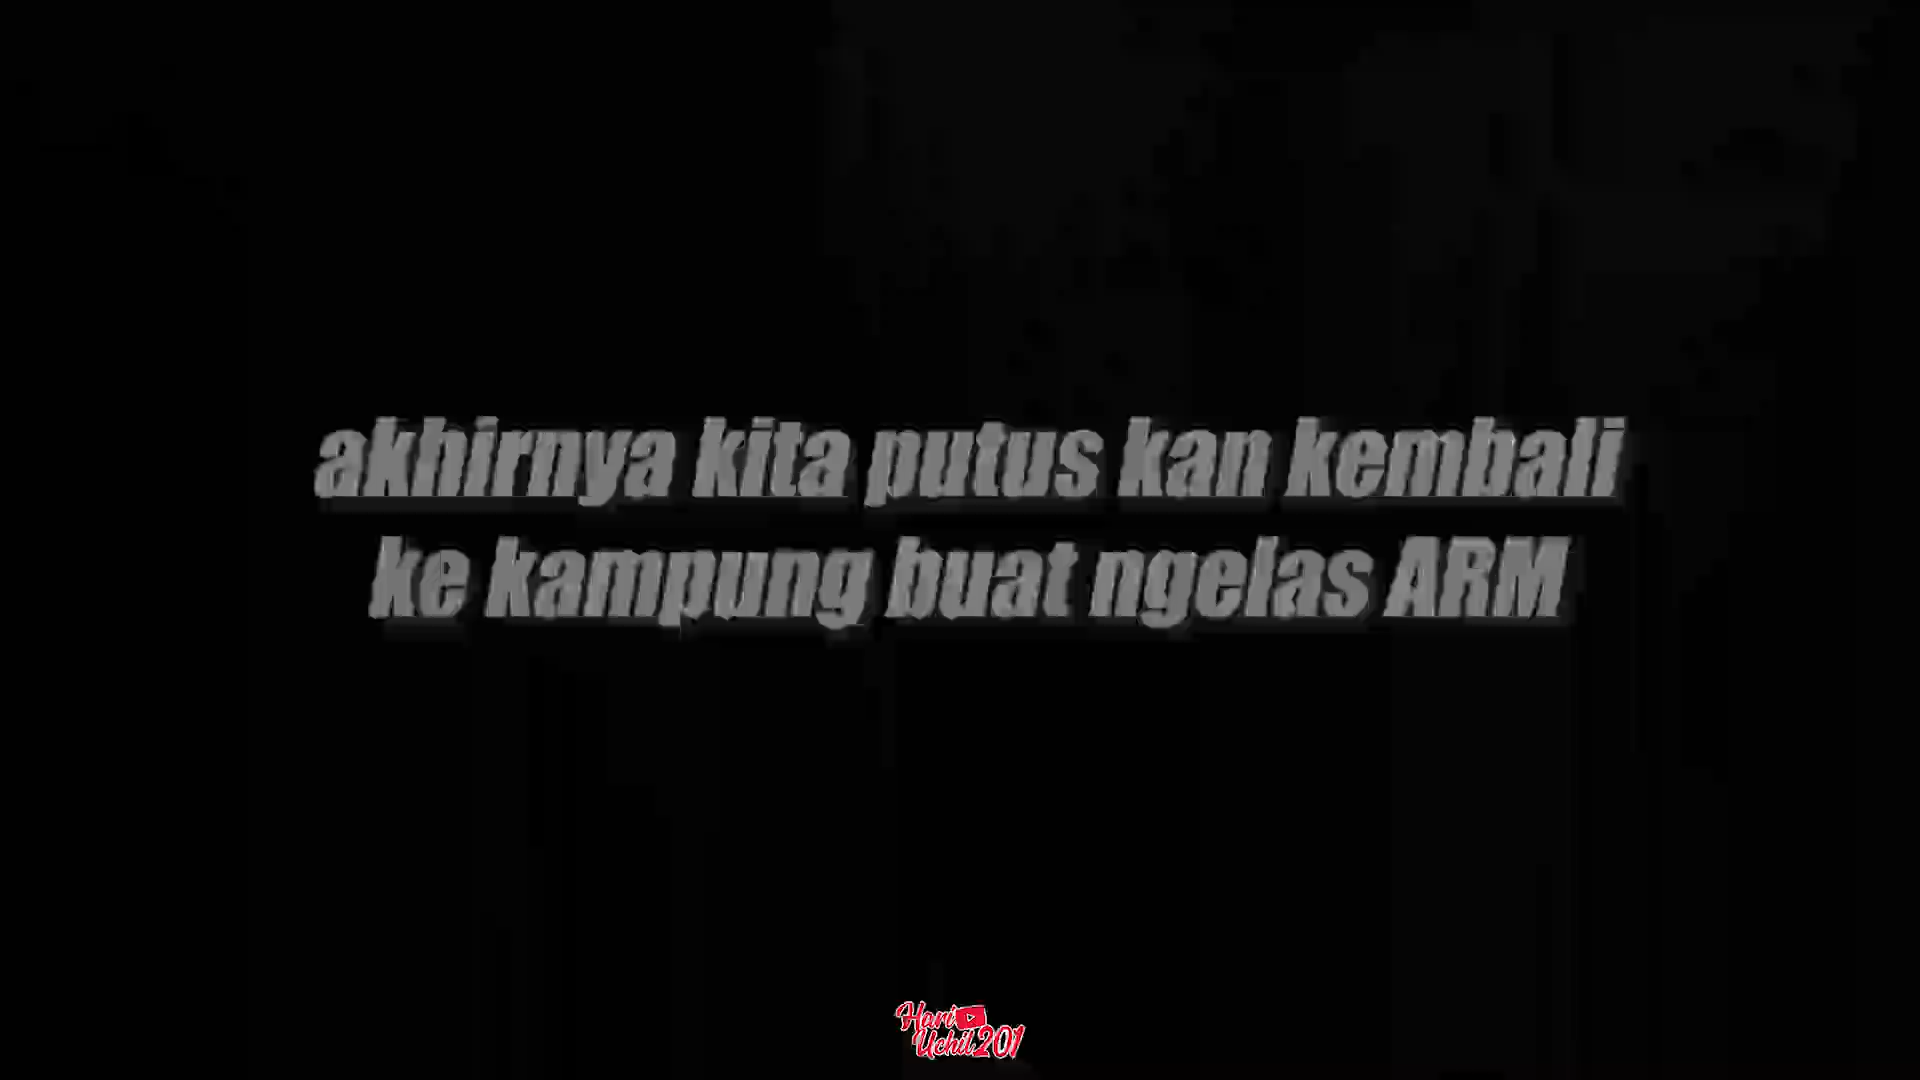 akhirnya kita putus kan kembali
ke kampung buat ngelas ARM
Hari
Uchil201